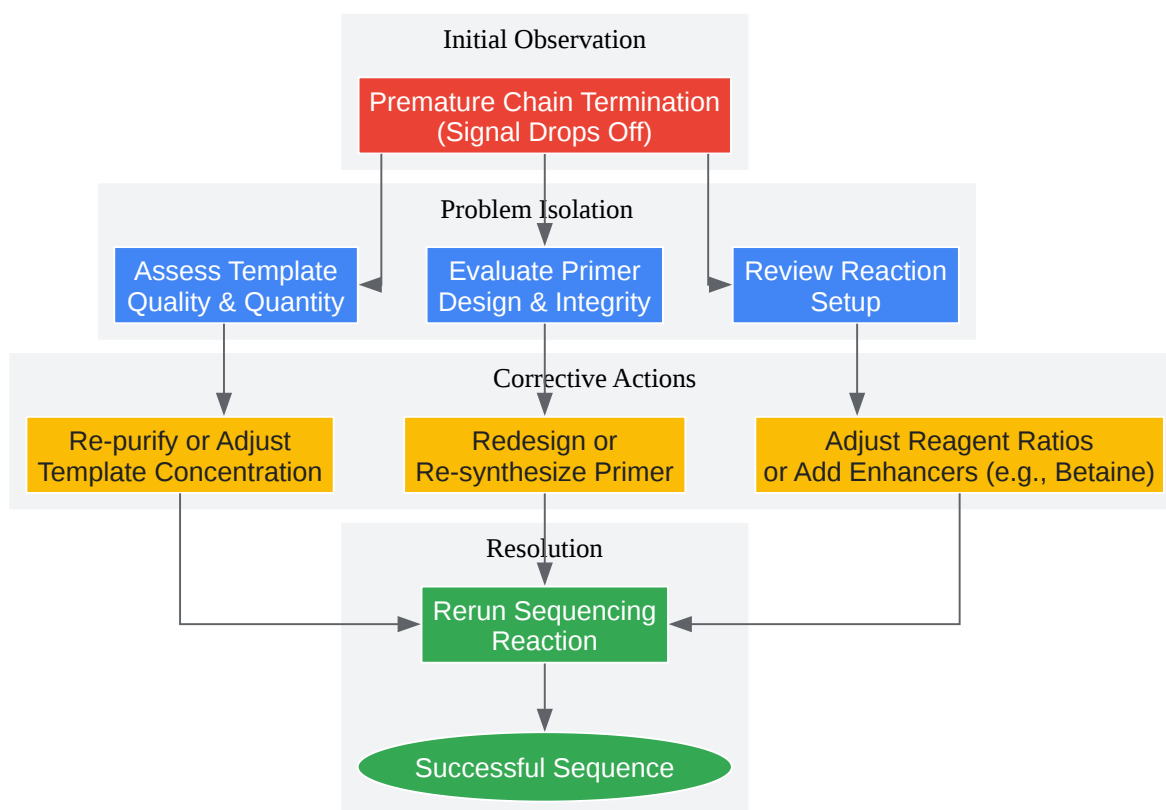 Initial Observation
Premature Chain Termination
(Signal Drops Off)
Problem Isolation
Assess Template
Quality & Quantity
Evaluate Primer
Design & Integrity
Review Reaction
Setup
Corrective Actions
Re-purify or Adjust
Template Concentration
Redesign or
Re-synthesize Primer
Adjust Reagent Ratios
or Add Enhancers (e.g., Betaine)
Resolution
Rerun Sequencing
Reaction
Successful Sequence